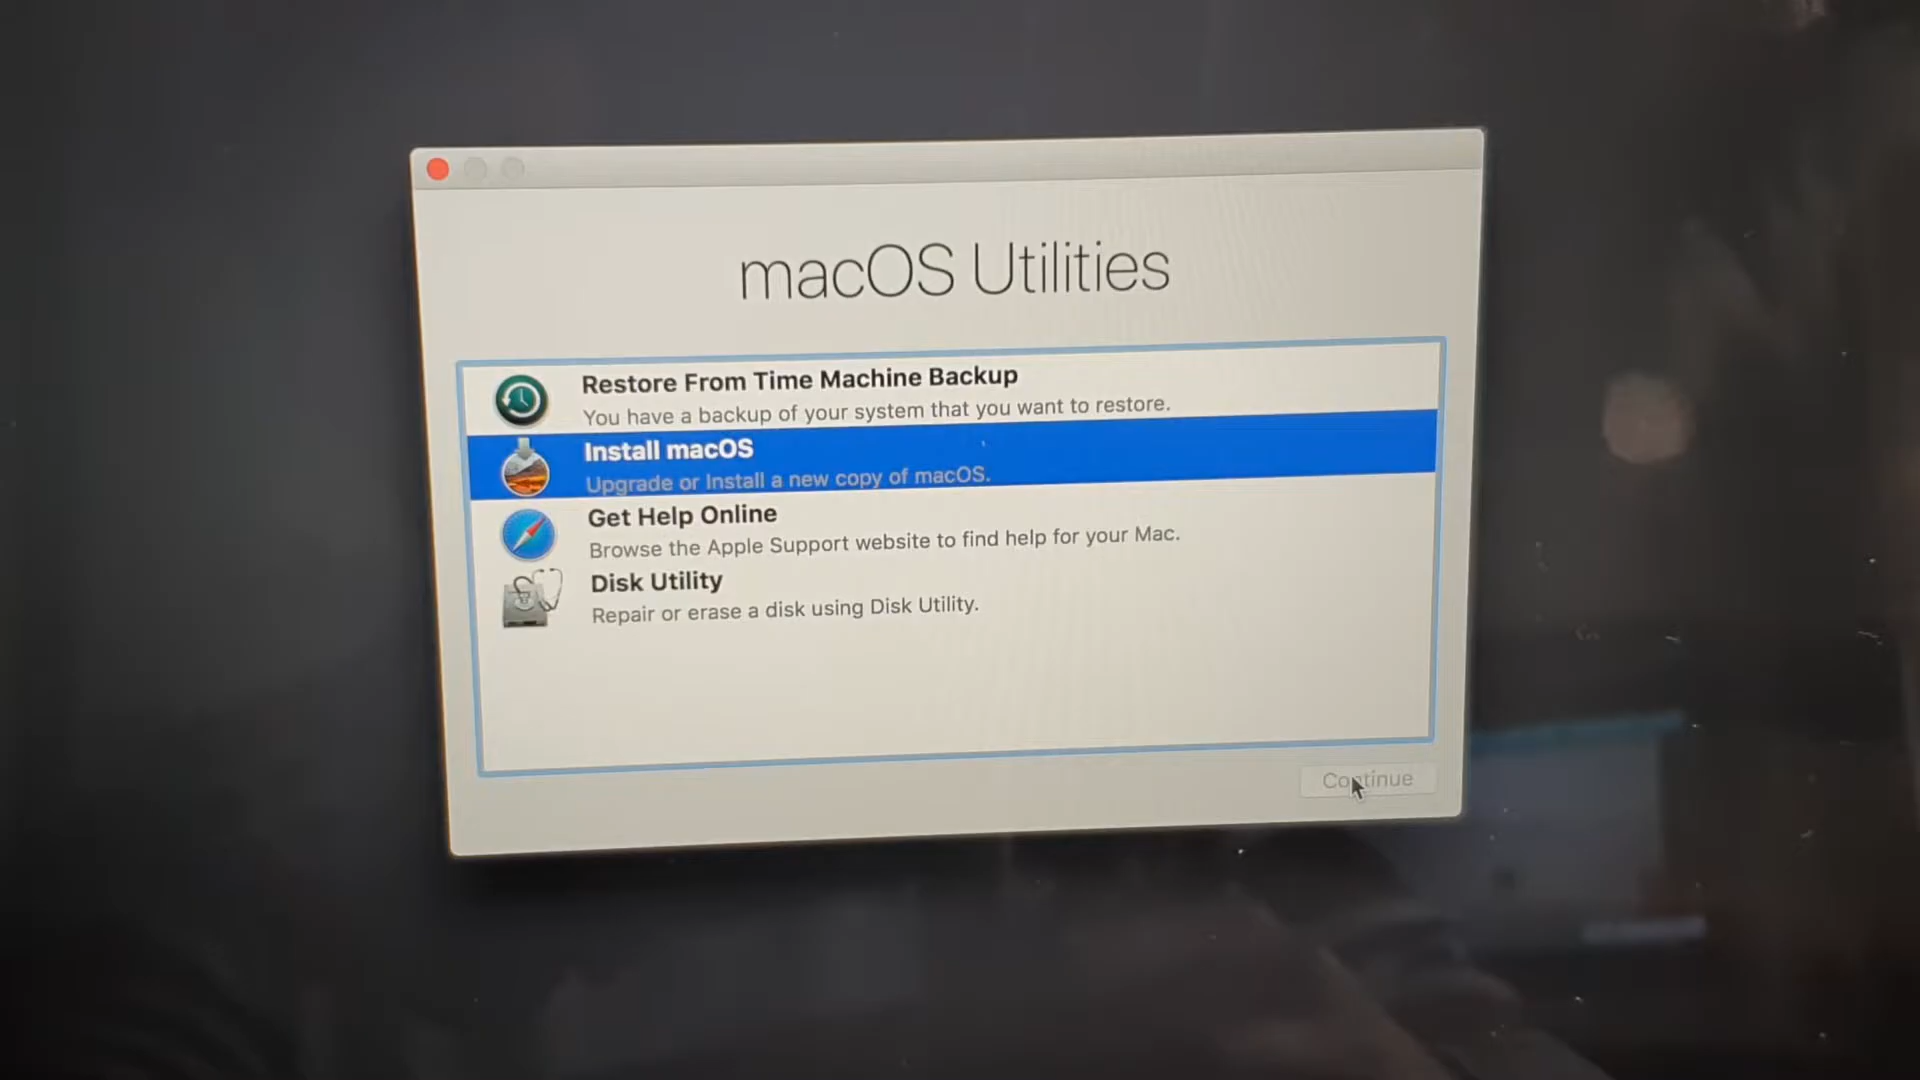 macOS Utilities
Restore From Time Machine Backup
You have a backup of your system that you want to restore.
Install macOS
Upgrade or Install a new copy of macOS.
Get Help Online
Browse the Apple Support website to find help for your Mac.
Disk Utility
Repair or erase a disk using Disk Utility.
Continue